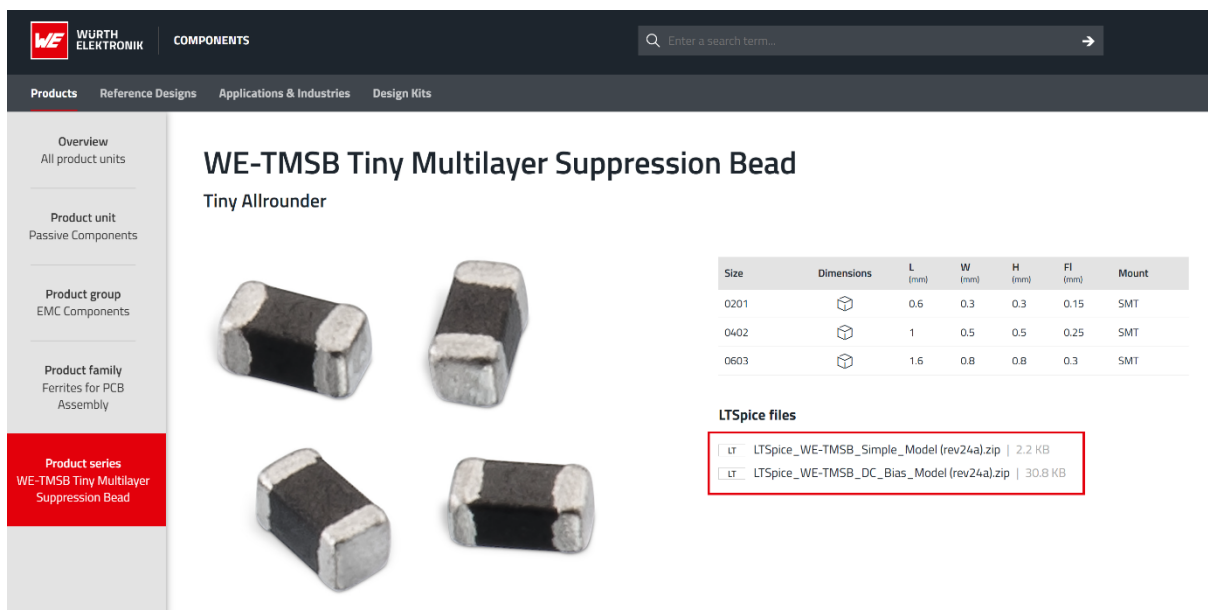 WE WÜRTH ELEKTRONIK COMPONENTS Enter a search term...
Products Reference Designs Applications & Industries Design Kits
Overview
All product units
Product unit
Passive Components
Product group
EMC Components
Product family
Ferrites for PCB
Assembly
Product series
WE-TMSB Tiny Multilayer
Suppression Bead
WE-TMSB Tiny Multilayer Suppression Bead
Tiny Allrounder
Size Dimensions L (mm) W (mm) H (mm) Fl (mm) Mount
0201 0.6 0.3 0.3 0.15 SMT
0402 1 0.5 0.5 0.25 SMT
0603 1.6 0.8 0.8 0.3 SMT
LTSpice files
LT LTSpice_WE-TMSB_Simple_Model (rev24a).zip | 2.2 KB
LT LTSpice_WE-TMSB_DC_Bias_Model (rev24a).zip | 30.8 KB